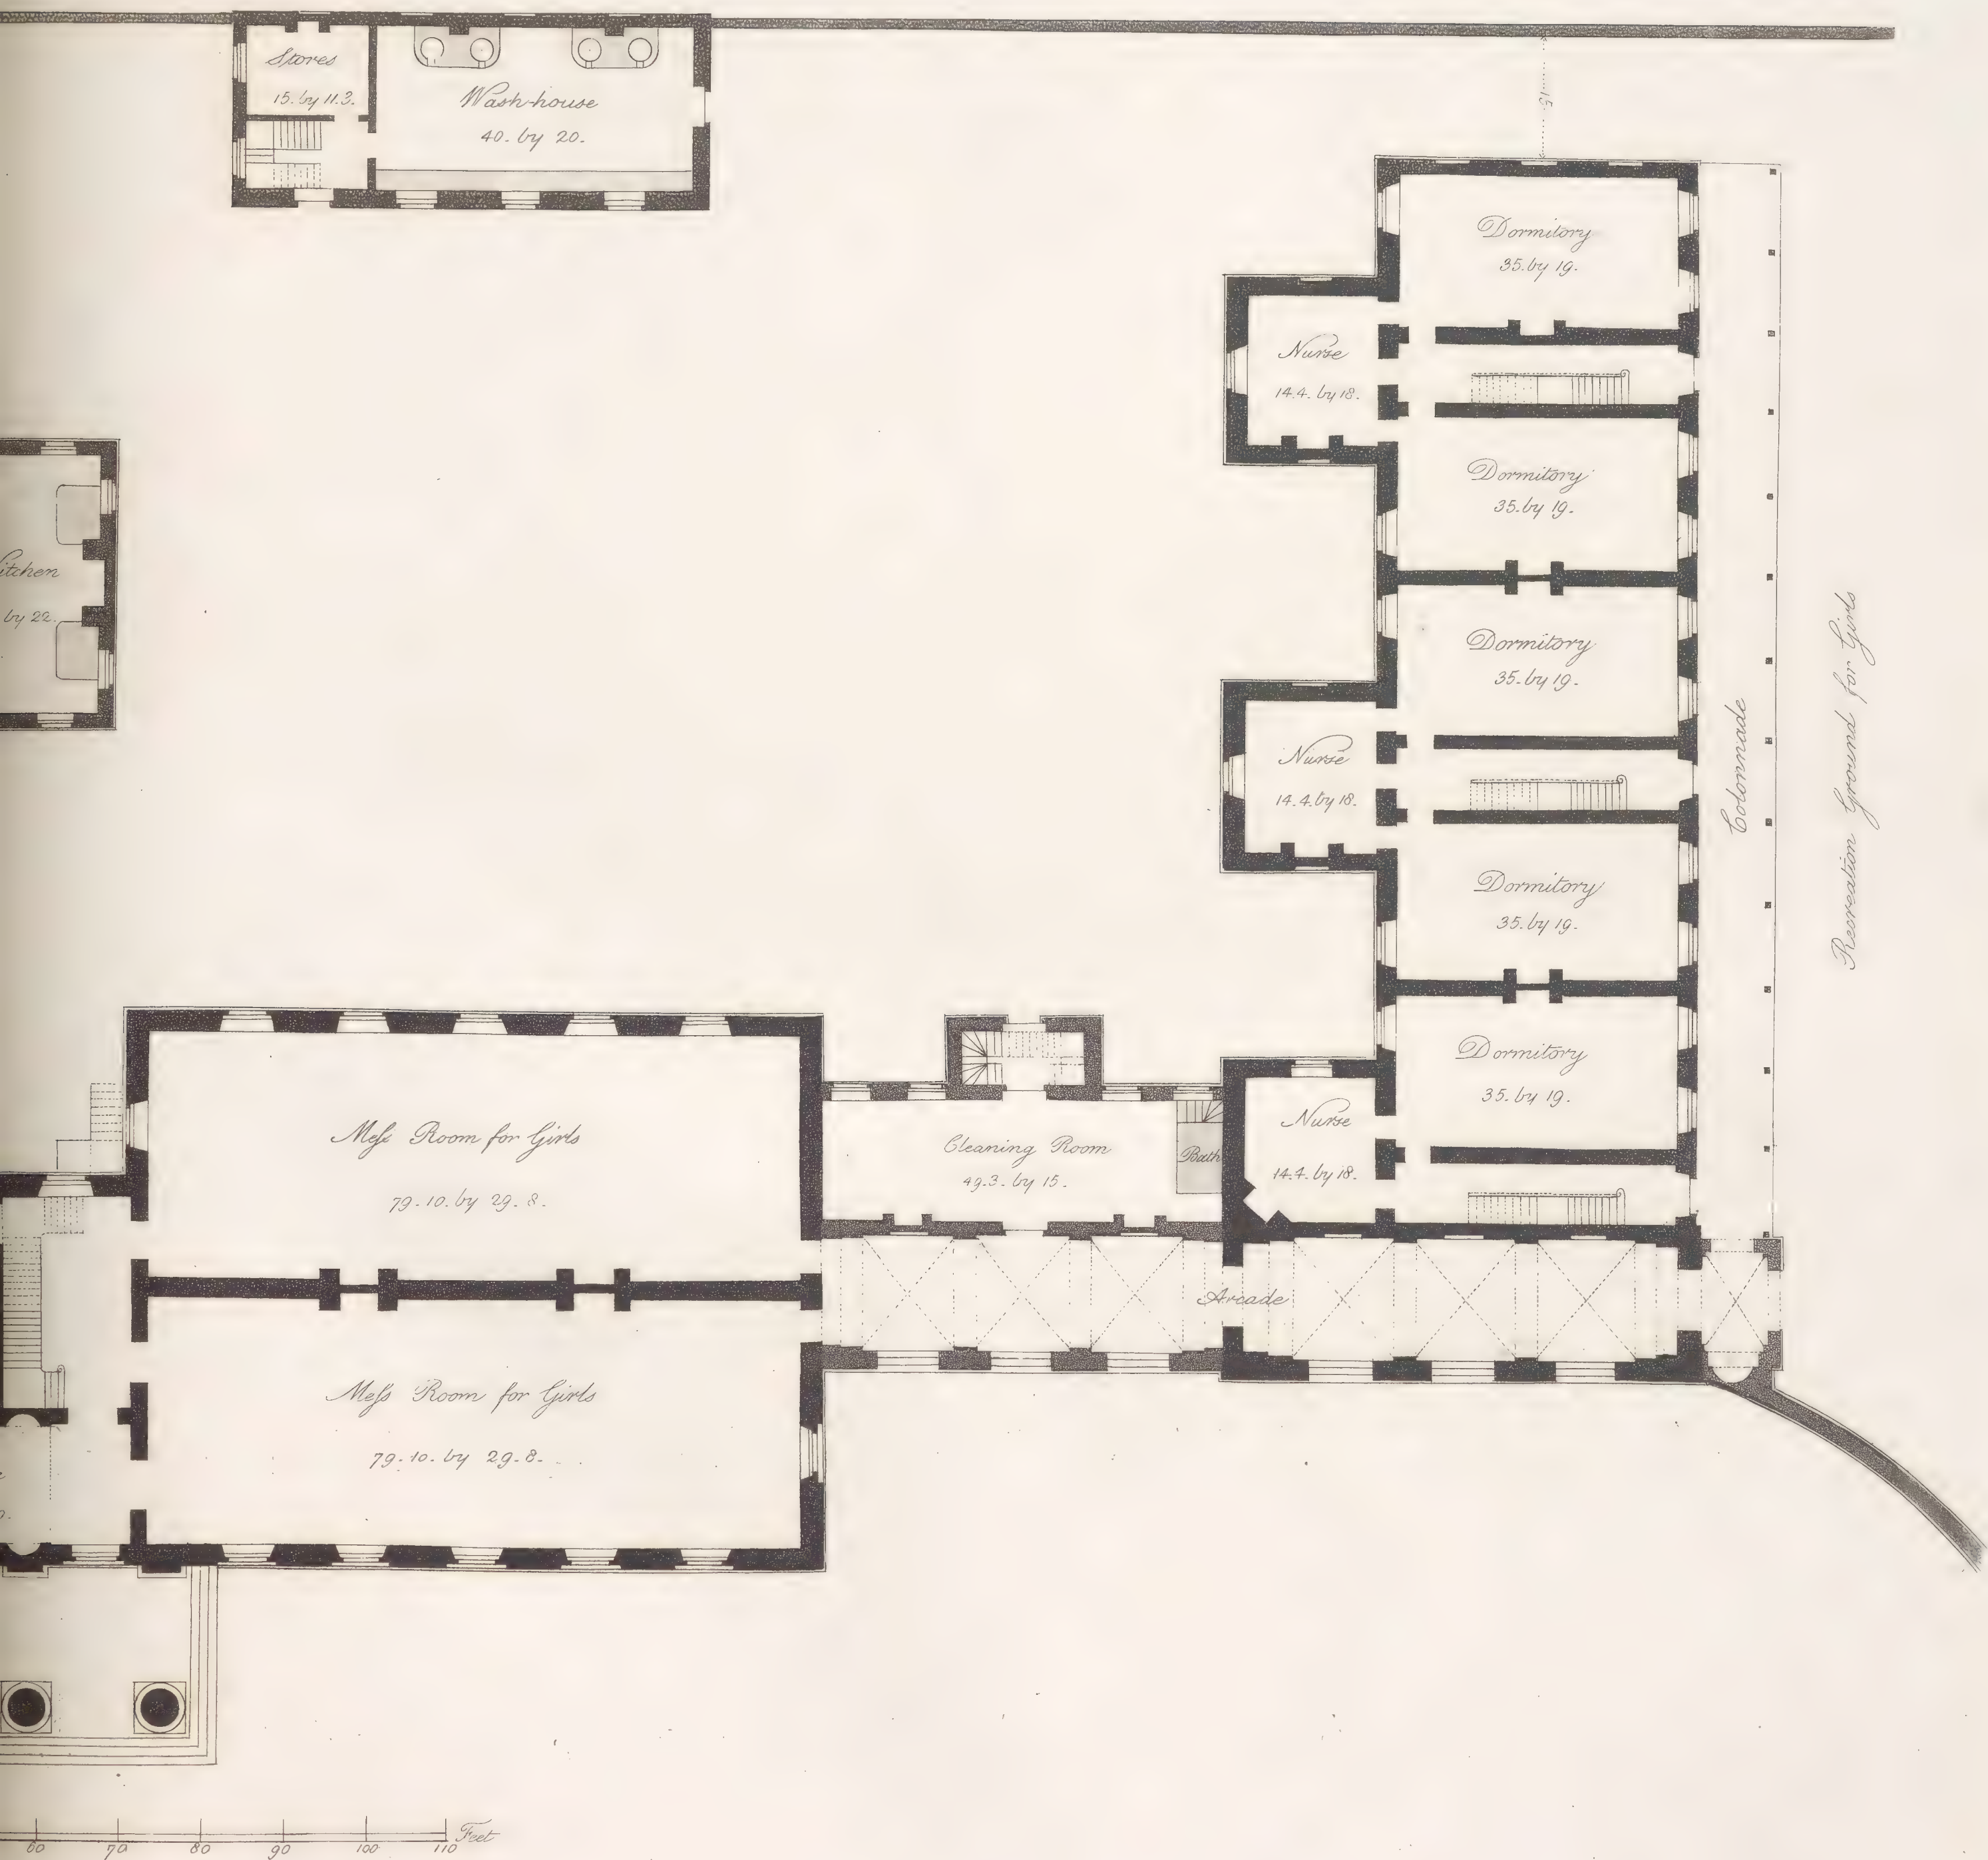 Stores
15. by 11.3.
Wash-house
40. by 20.
15.
Dormitory
35. by 19.
Nurse
14.4. by 18.
Dormitory
35. by 19.
itchen
by 22.
Dormitory
35. by 19.
Nurse
14.4. by 18.
Colonnade
Recreation Ground for Girls
Dormitory
35. by 19.
Dormitory
35. by 19.
Nurse
14.4. by 18.
Meſs Room for Girls
79. 10. by 29. 8.
Cleaning Room
49.3. by 15.
Bath
Arcade
Meſs Room for Girls
79. 10. by 29. 8.
60 70 80 90 100 110 Feet